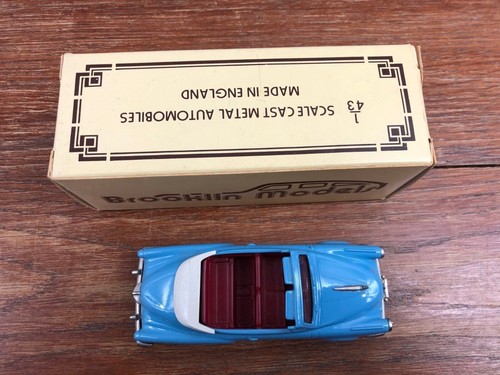 1/43 SCALE CAST METAL AUTOMOBILES
MADE IN ENGLAND
Brooklin Models